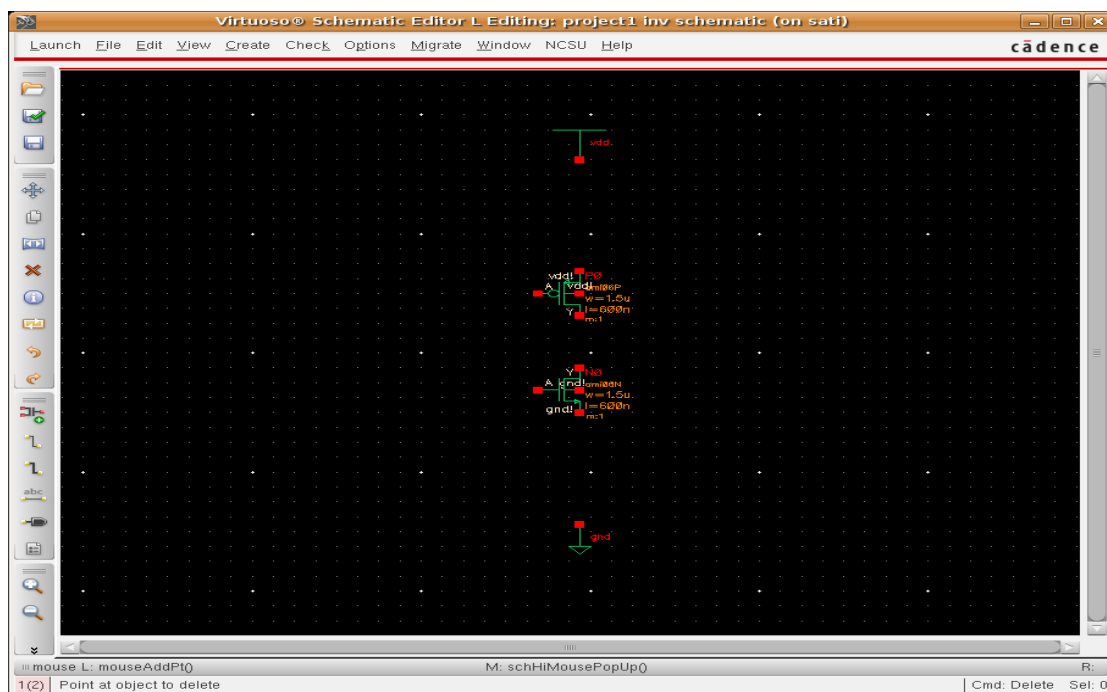 Virtuoso® Schematic Editor L Editing: project1 inv schematic (on sati)
Launch File Edit View Create Check Options Migrate Window NCSU Help
cādence
vdd
vdd! P0
A vdd! ami06P
w=1.5u
Y l=600n
m:1
Y N0
A gnd! ami06N
w=1.5u
gnd! l=600n
m:1
gnd
abc
mouse L: mouseAddPt() M: schHiMousePopUp() R:
1(2) Point at object to delete Cmd: Delete Sel: 0